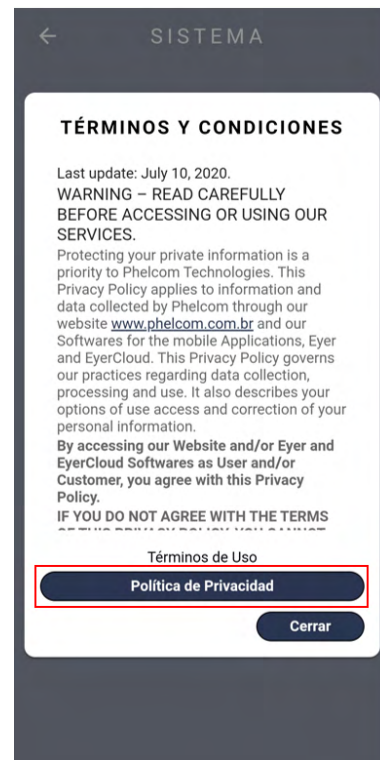 SISTEMA
TÉRMINOS Y CONDICIONES
Last update: July 10, 2020.
WARNING – READ CAREFULLY
BEFORE ACCESSING OR USING OUR
SERVICES.
Protecting your private information is a
priority to Phelcom Technologies. This
Privacy Policy applies to information and
data collected by Phelcom through our
website www.phelcom.com.br and our
Softwares for the mobile Applications, Eyer
and EyerCloud. This Privacy Policy governs
our practices regarding data collection,
processing and use. It also describes your
options of use access and correction of your
personal information.
By accessing our Website and/or Eyer and
EyerCloud Softwares as User and/or
Customer, you agree with this Privacy
Policy.
IF YOU DO NOT AGREE WITH THE TERMS
OF THIS PRIVACY POLICY, YOU CANNOT
Términos de Uso
Política de Privacidad
Cerrar